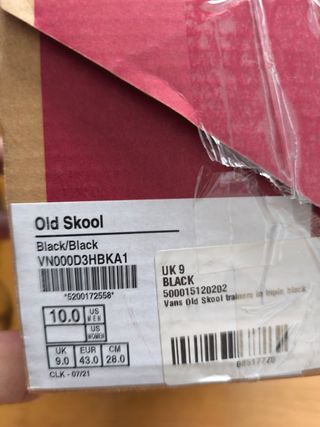 Old Skool
Black/Black
VN000D3HBKA1
*5200172558*
10.0 US MEN
US WOMEN
UK EUR CM
9.0 43.0 28.0
CLK - 07/21
UK 9
BLACK
500015120202
Vans Old Skool trainers in triple black